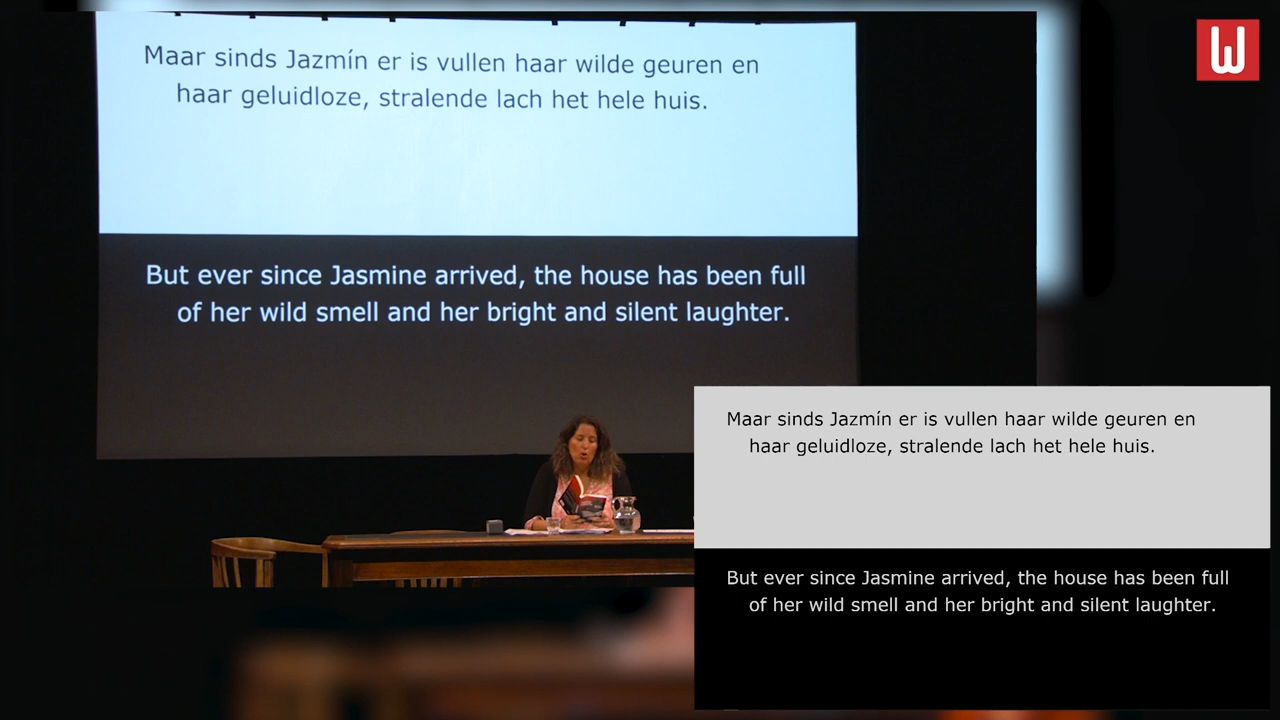 Maar sinds Jazmín er is vullen haar wilde geuren en
haar geluidloze, stralende lach het hele huis.
But ever since Jasmine arrived, the house has been full
of her wild smell and her bright and silent laughter.
W
Maar sinds Jazmín er is vullen haar wilde geuren en
haar geluidloze, stralende lach het hele huis.
But ever since Jasmine arrived, the house has been full
of her wild smell and her bright and silent laughter.